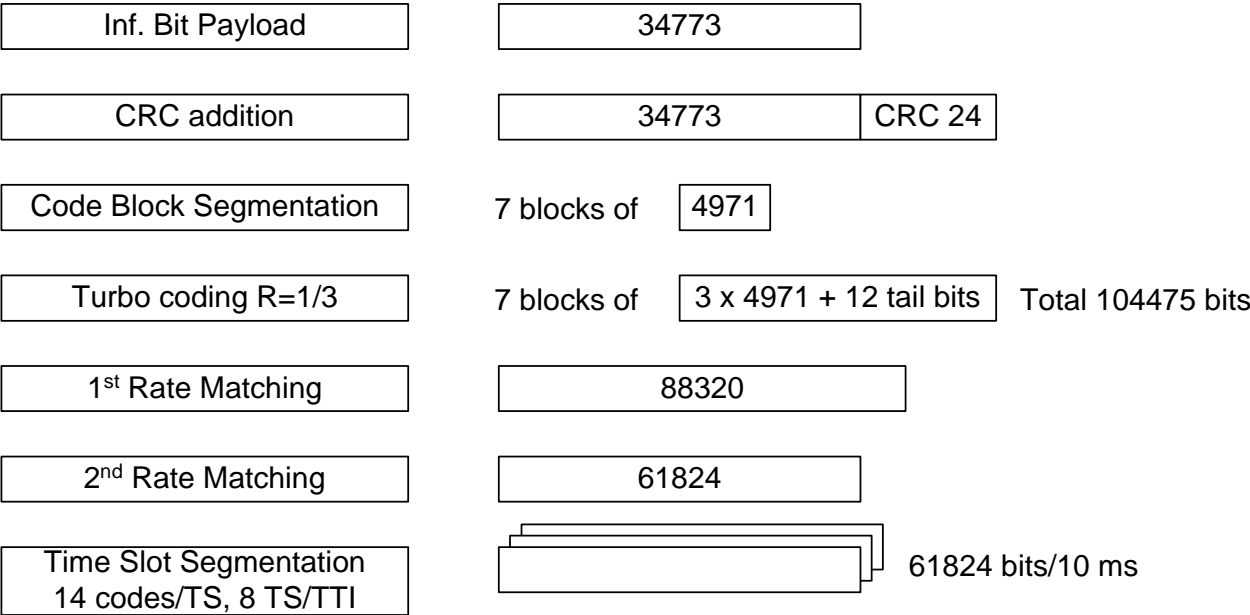 Inf. Bit Payload 34773
CRC addition 34773 CRC 24
Code Block Segmentation 7 blocks of 4971
Turbo coding R=1/3 7 blocks of 3 x 4971 + 12 tail bits Total 104475 bits
1st Rate Matching 88320
2nd Rate Matching 61824
Time Slot Segmentation
14 codes/TS, 8 TS/TTI
61824 bits/10 ms